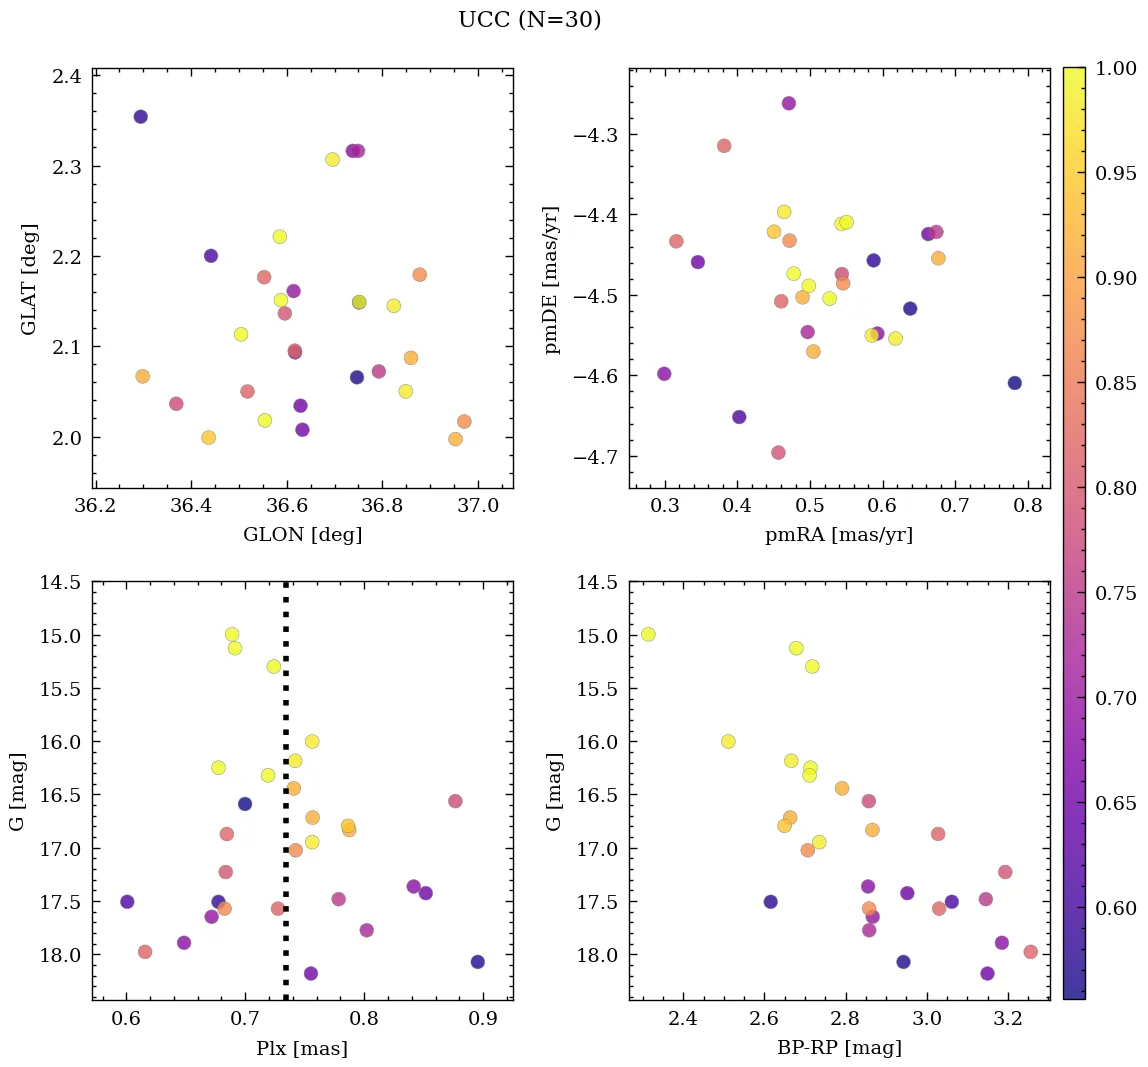 UCC (N=30)
2.4
2.3
2.2
2.1
2.0
GLAT [deg]
36.2 36.4 36.6 36.8 37.0
GLON [deg]
−4.3
−4.4
−4.5
−4.6
−4.7
pmDE [mas/yr]
0.3 0.4 0.5 0.6 0.7 0.8
pmRA [mas/yr]
14.5
15.0
15.5
16.0
16.5
17.0
17.5
18.0
G [mag]
0.6 0.7 0.8 0.9
Plx [mas]
14.5
15.0
15.5
16.0
16.5
17.0
17.5
18.0
G [mag]
2.4 2.6 2.8 3.0 3.2
BP-RP [mag]
1.00
0.95
0.90
0.85
0.80
0.75
0.70
0.65
0.60